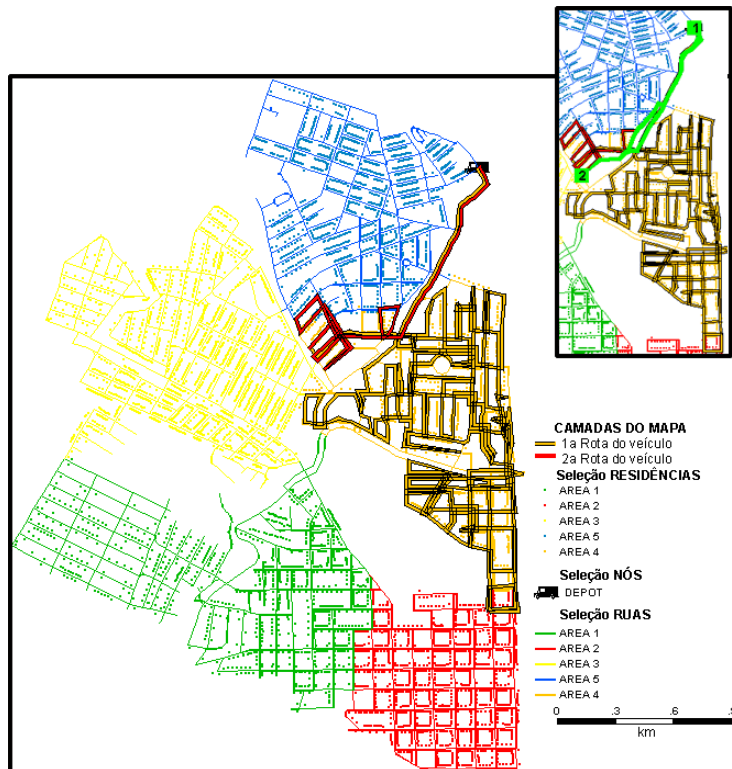 1
2
CAMADAS DO MAPA
1a Rota do veículo
2a Rota do veículo
Seleção RESIDÊNCIAS
AREA 1
AREA 2
AREA 3
AREA 5
AREA 4
Seleção NÓS
DEPOT
Seleção RUAS
AREA 1
AREA 2
AREA 3
AREA 5
AREA 4
0 .3 .6
km